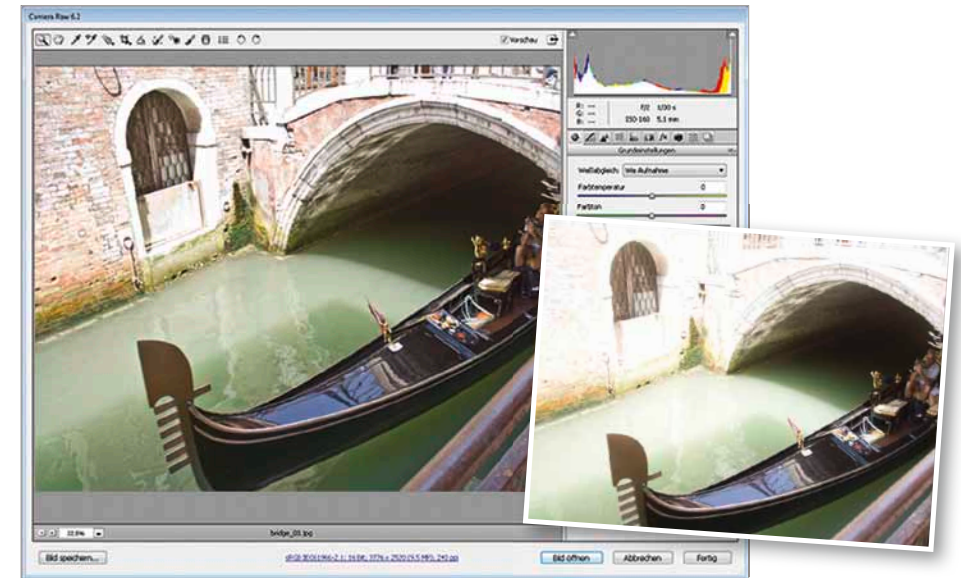 Camera Raw 6.2
Vorschau
R: ---
G: ---
B: ---
f/2 1/30 s
ISO-160 5.1 mm
Grundeinstellungen
Weißabgleich: Wie Aufnahme
Farbtemperatur 0
Farbton 0
bridge_01.jpg
Bild speichern...
Bild öffnen
Abbrechen
Fertig